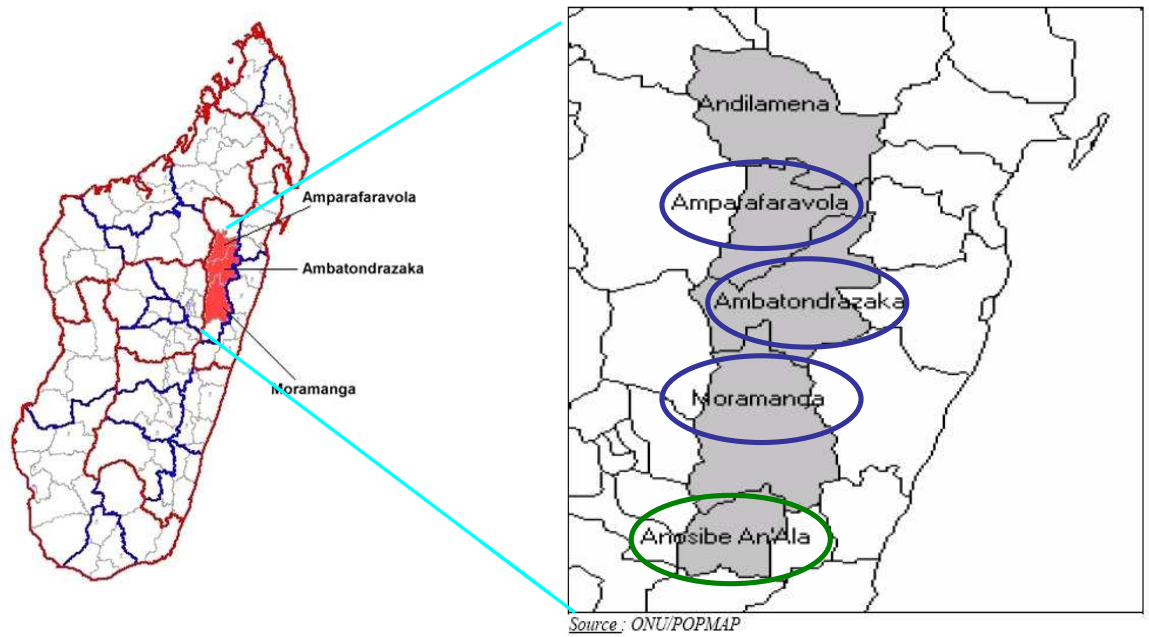 Amparafaravola
Ambatondrazaka
Moramanga
Andilamena
Amparafaravola
Ambatondrazaka
Moramanga
Anosibe An'Ala
Source : ONU/POPMAP